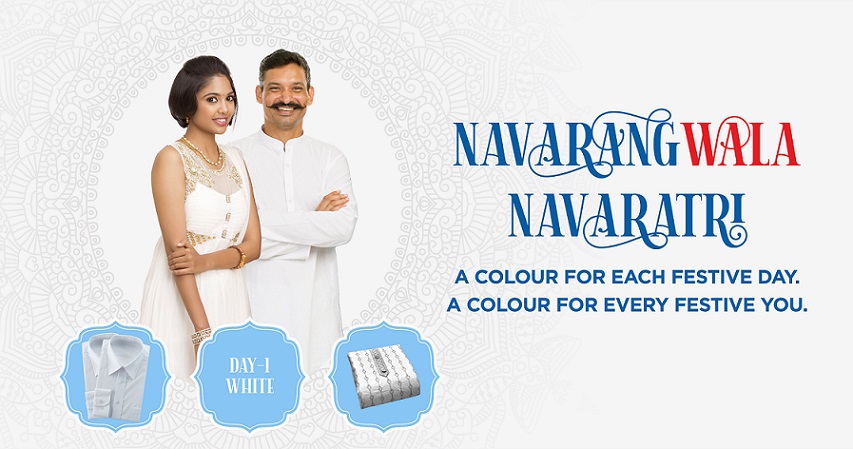 NAVARANGWALA
NAVARATRI
A COLOUR FOR EACH FESTIVE DAY.
A COLOUR FOR EVERY FESTIVE YOU.
DAY-1
WHITE